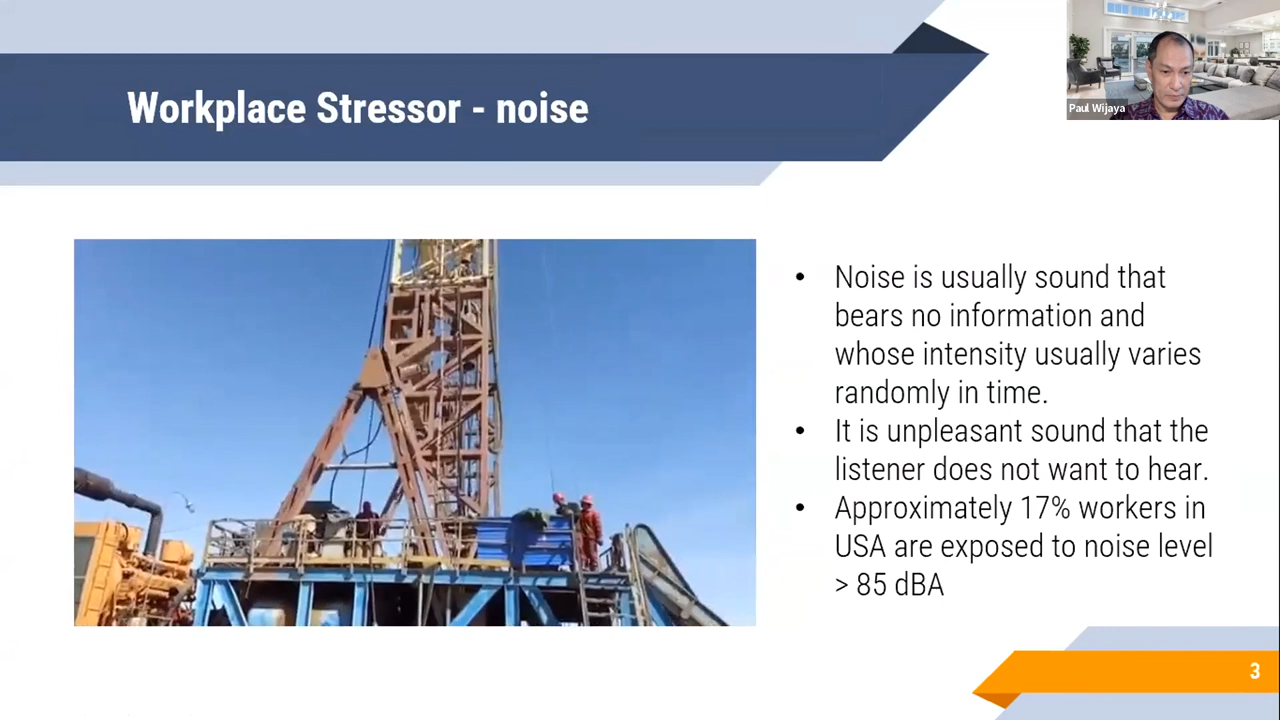 Workplace Stressor - noise
Paul Wijaya
• Noise is usually sound that
bears no information and
whose intensity usually varies
randomly in time.
• It is unpleasant sound that the
listener does not want to hear.
• Approximately 17% workers in
USA are exposed to noise level
> 85 dBA
3